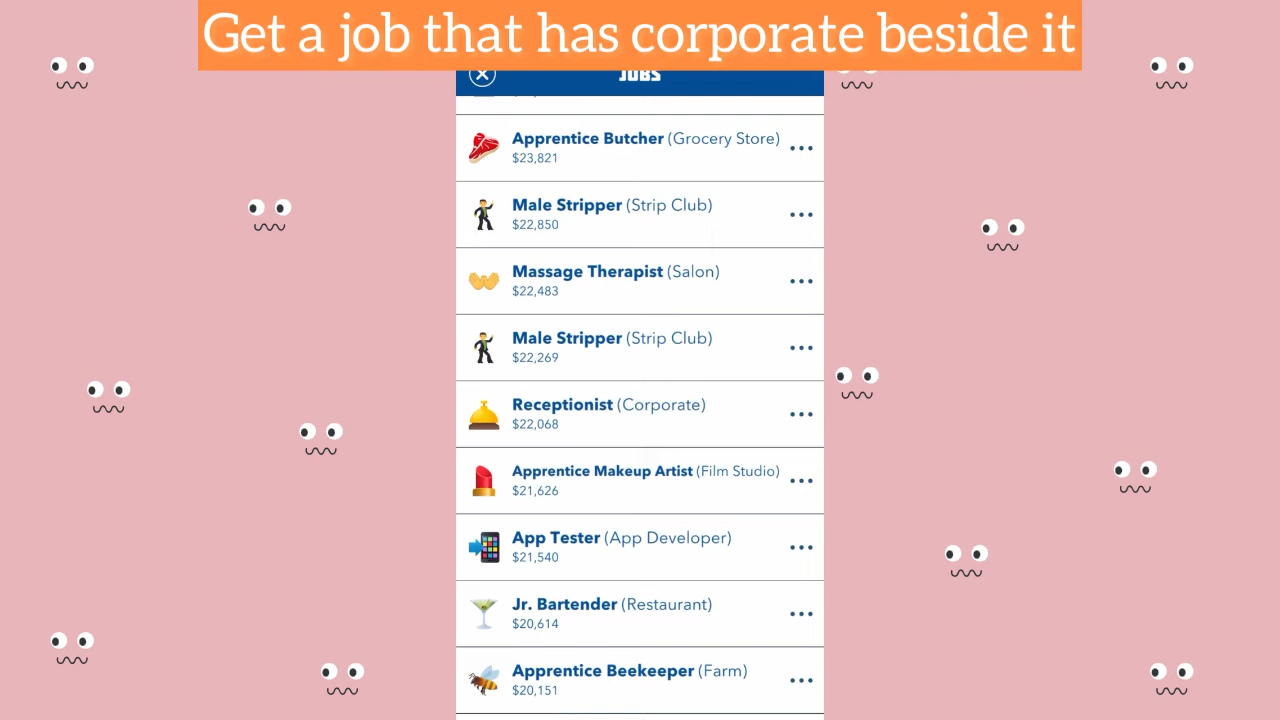 Get a job that has corporate beside it
JOBS
Apprentice Butcher (Grocery Store)
$23,821
Male Stripper (Strip Club)
$22,850
Massage Therapist (Salon)
$22,483
Male Stripper (Strip Club)
$22,269
Receptionist (Corporate)
$22,068
Apprentice Makeup Artist (Film Studio)
$21,626
App Tester (App Developer)
$21,540
Jr. Bartender (Restaurant)
$20,614
Apprentice Beekeeper (Farm)
$20,151